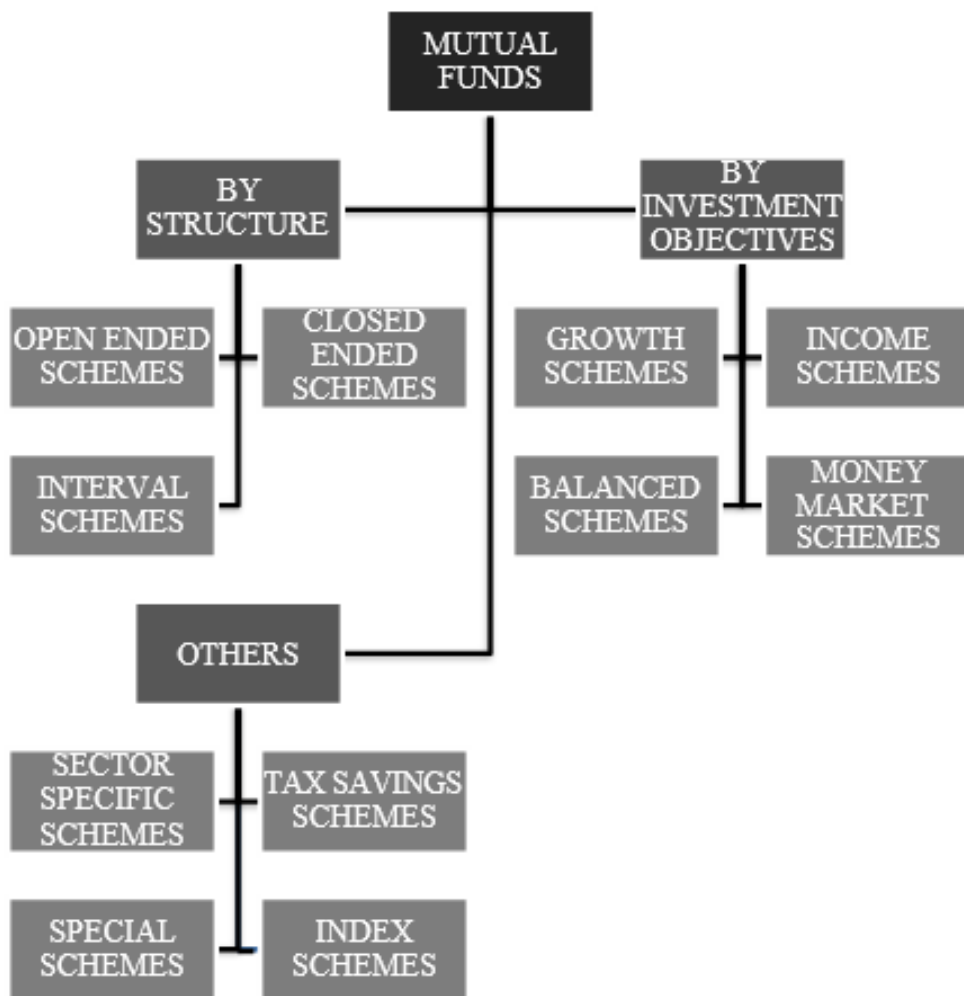 MUTUAL
FUNDS
BY
STRUCTURE
BY
INVESTMENT
OBJECTIVES
OPEN ENDED
SCHEMES
CLOSED
ENDED
SCHEMES
GROWTH
SCHEMES
INCOME
SCHEMES
INTERVAL
SCHEMES
BALANCED
SCHEMES
MONEY
MARKET
SCHEMES
OTHERS
SECTOR
SPECIFIC
SCHEMES
TAX SAVINGS
SCHEMES
SPECIAL
SCHEMES
INDEX
SCHEMES